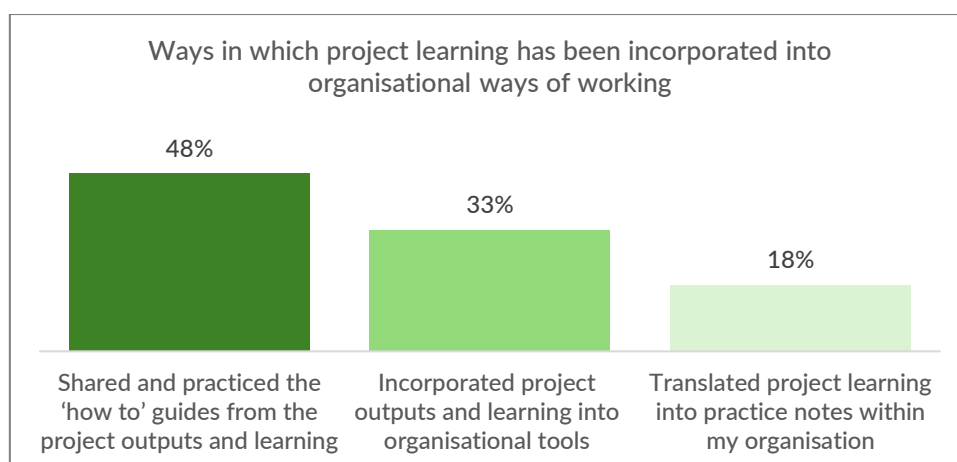 Ways in which project learning has been incorporated into
organisational ways of working
48%
33%
18%
Shared and practiced the
‘how to’ guides from the
project outputs and learning
Incorporated project
outputs and learning into
organisational tools
Translated project learning
into practice notes within
my organisation